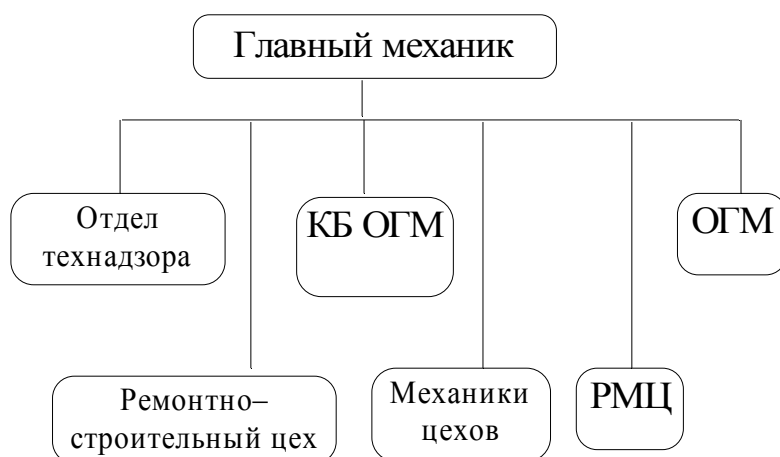 Главный механик
Отдел
технадзора
КБ ОГМ
ОГМ
Ремонтно–
строительный цех
Механики
цехов
РМЦ